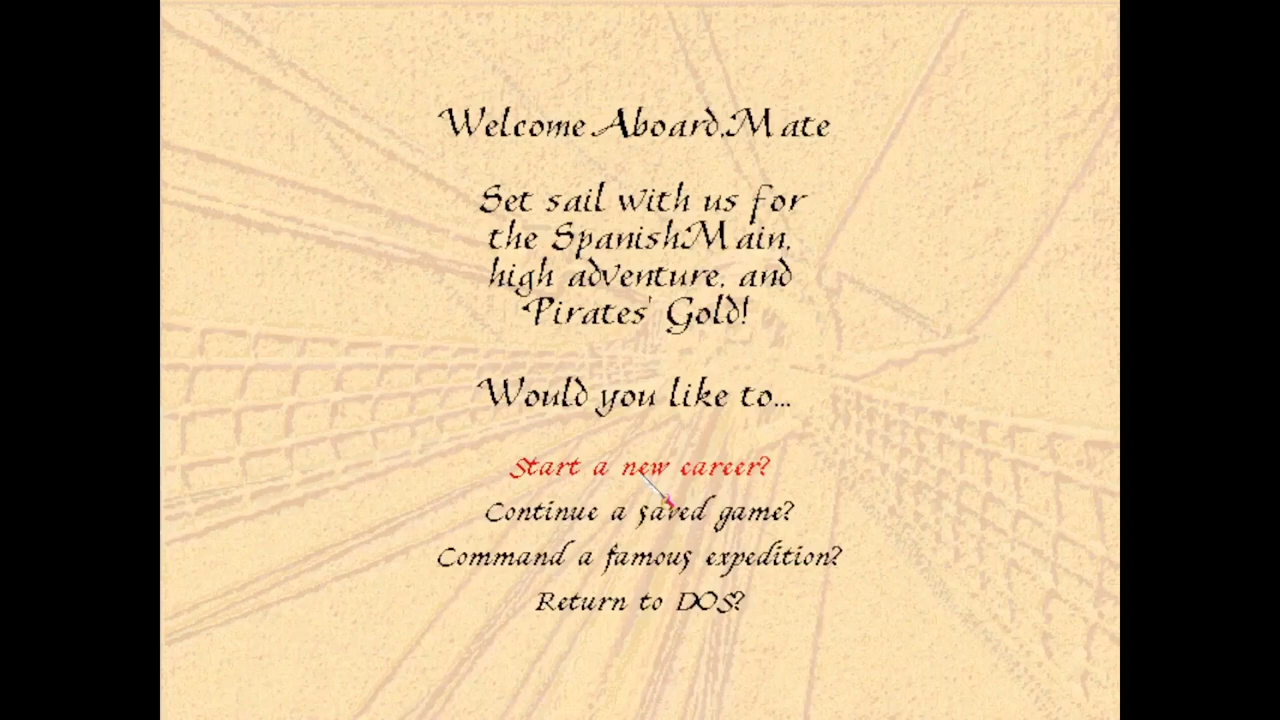 Welcome Aboard, Mate
Set sail with us for
the Spanish Main,
high adventure, and
Pirates' Gold!
Would you like to...
Start a new career?
Continue a saved game?
Command a famous expedition?
Return to DOS?